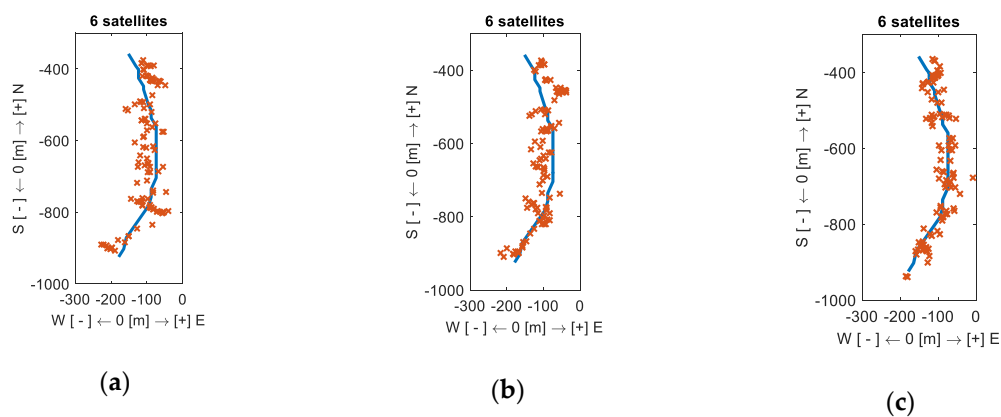 6 satellites
-400
-600
-800
-1000
-300 -200 -100 0
W [ - ] ← 0 [m] → [+] E
S [ - ] ← 0 [m] → [+] N
(a)
6 satellites
-400
-600
-800
-1000
-300 -200 -100 0
W [ - ] ← 0 [m] → [+] E
S [ - ] ← 0 [m] → [+] N
(b)
6 satellites
-400
-600
-800
-1000
-300 -200 -100 0
W [ - ] ← 0 [m] → [+] E
S [ - ] ← 0 [m] → [+] N
(c)